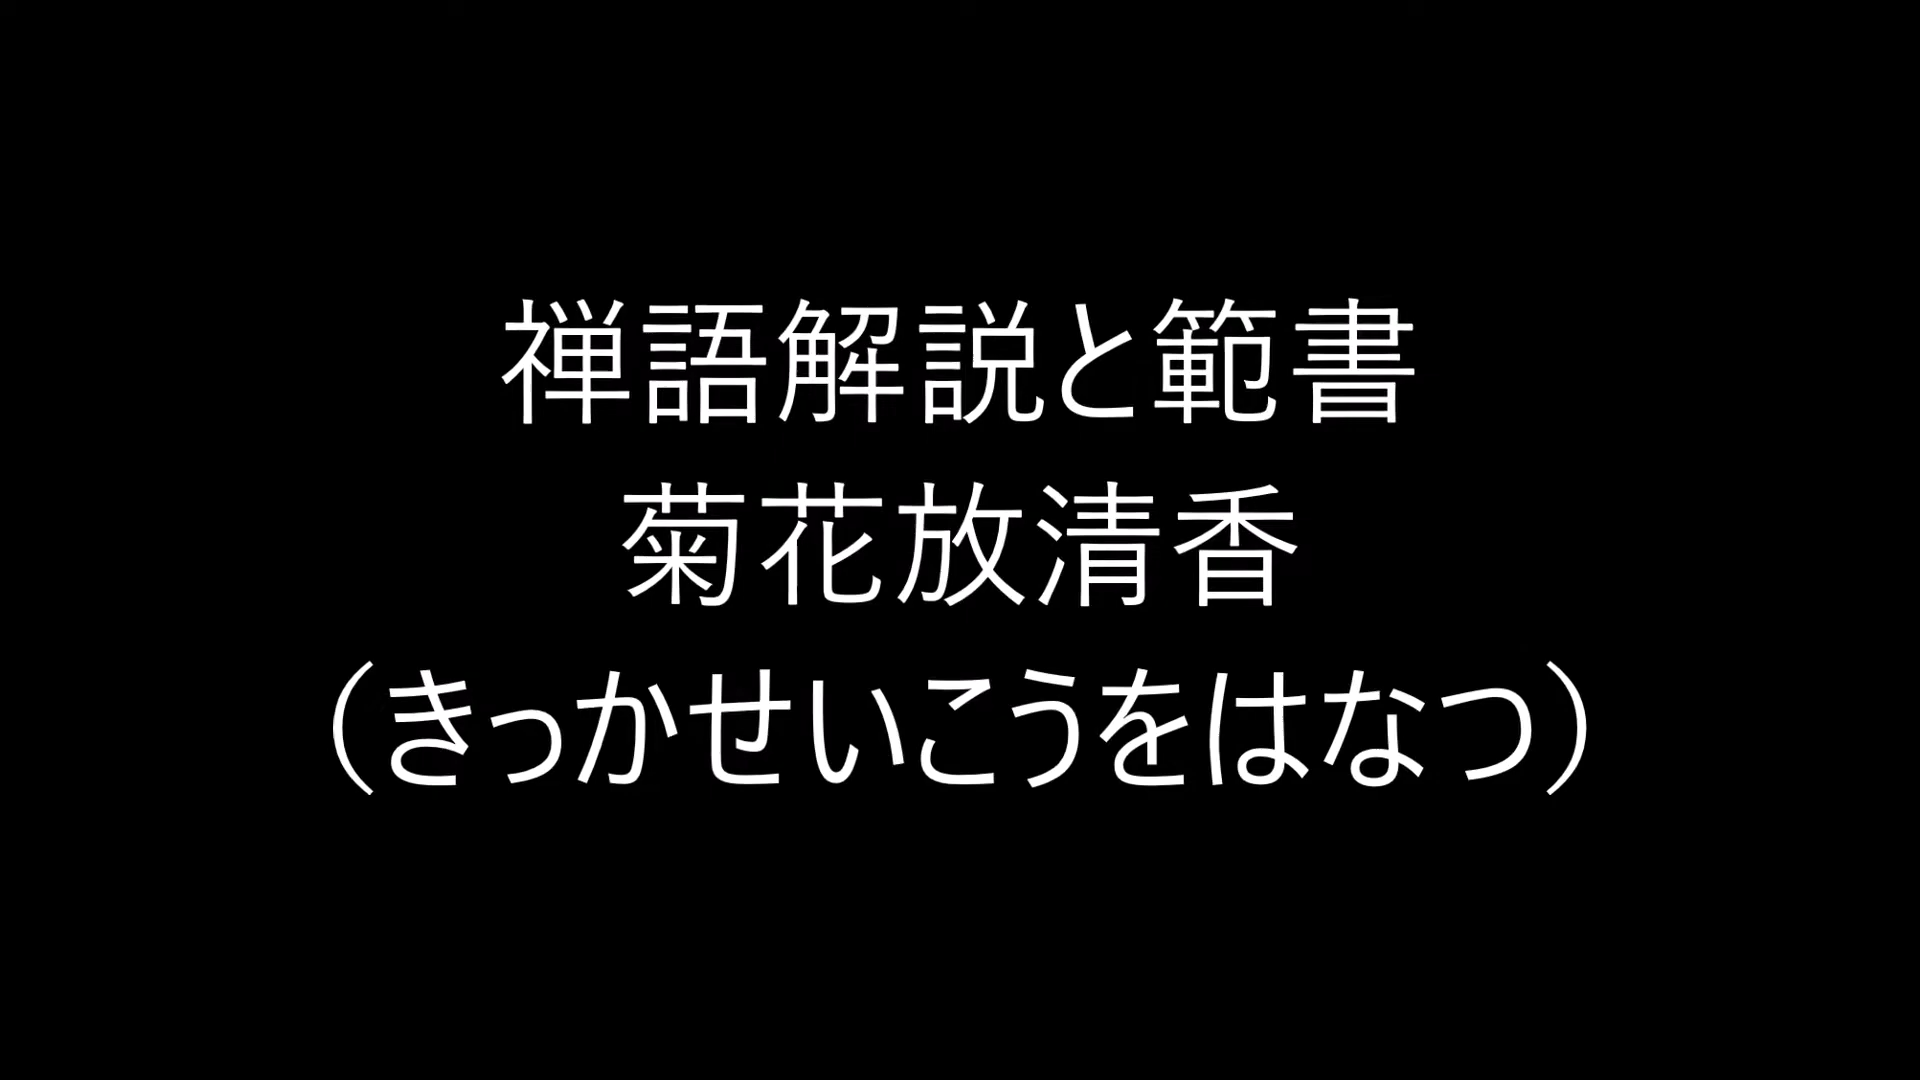 禅語解説と範書
菊花放清香
（きっかせいこうをはなつ）